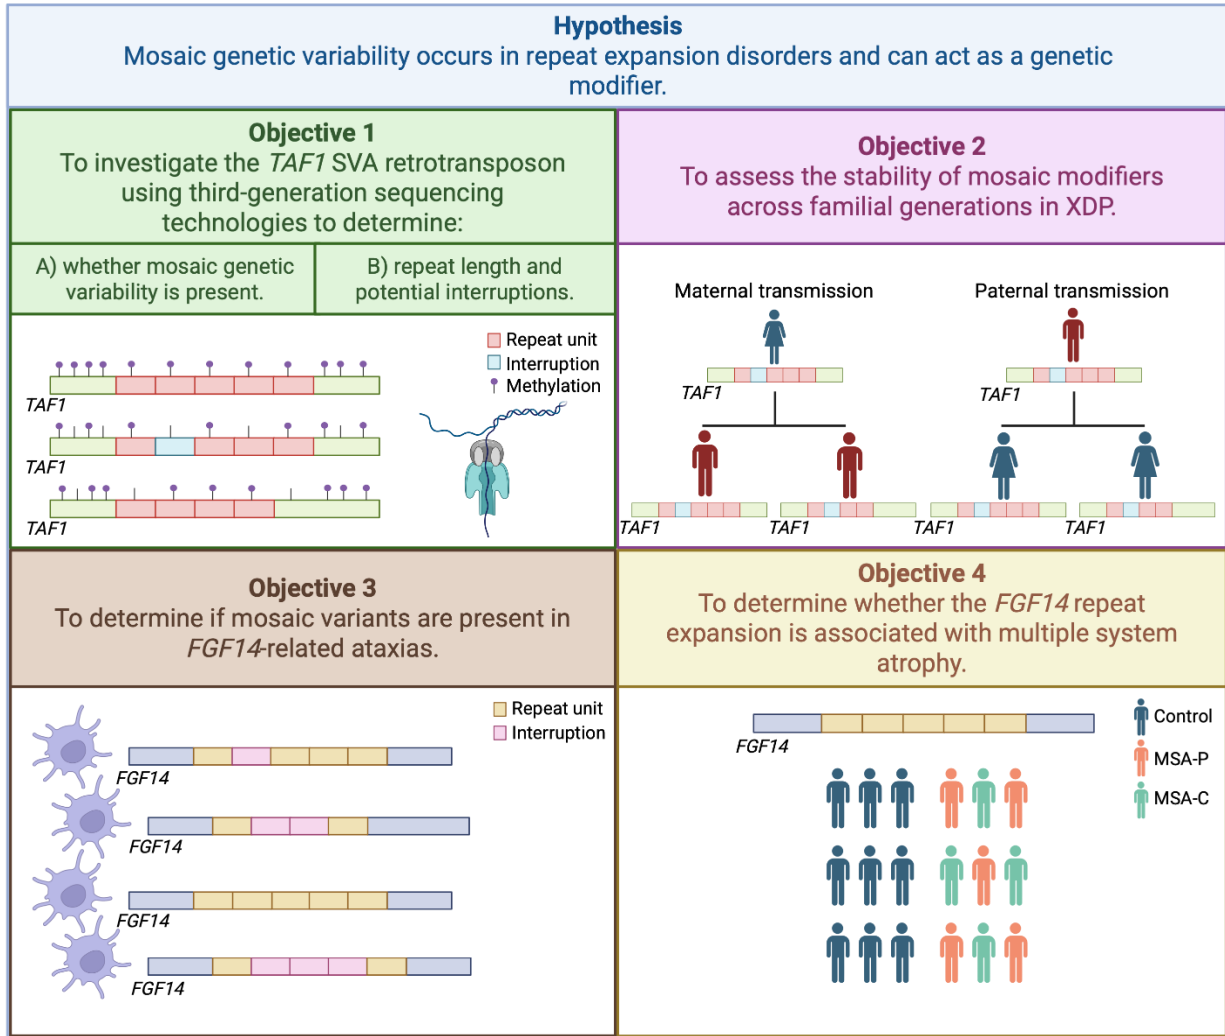 Hypothesis
Mosaic genetic variability occurs in repeat expansion disorders and can act as a genetic
modifier.
Objective 1
To investigate the TAF1 SVA retrotransposon
using third-generation sequencing
technologies to determine:
A) whether mosaic genetic
variability is present.
B) repeat length and
potential interruptions.
Repeat unit
Interruption
Methylation
TAF1
TAF1
TAF1
Objective 2
To assess the stability of mosaic modifiers
across familial generations in XDP.
Maternal transmission
Paternal transmission
TAF1
TAF1
TAF1
TAF1
TAF1
TAF1
Objective 3
To determine if mosaic variants are present in
FGF14-related ataxias.
Repeat unit
Interruption
FGF14
FGF14
FGF14
FGF14
Objective 4
To determine whether the FGF14 repeat
expansion is associated with multiple system
atrophy.
FGF14
Control
MSA-P
MSA-C